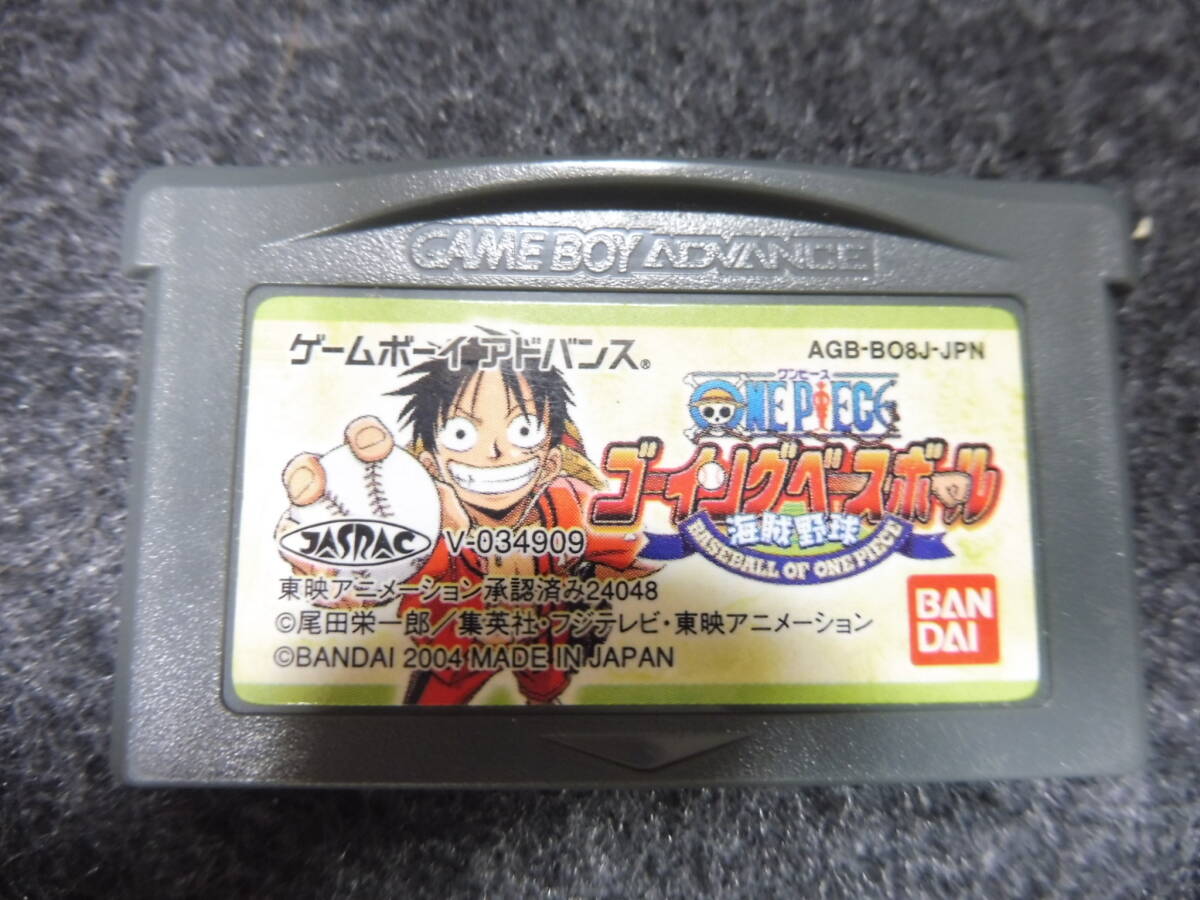 GAME BOY ADVANCE
ゲームボーイアドバンス®
AGB-BO8J-JPN
ワンピース
ONE PIECE
ゴーイングベースボール
海賊野球
BASEBALL OF ONE PIECE
JASRAC V-034909
東映アニメーション承認済み24048
©尾田栄一郎/集英社・フジテレビ・東映アニメーション
©BANDAI 2004 MADE IN JAPAN
BAN
DAI